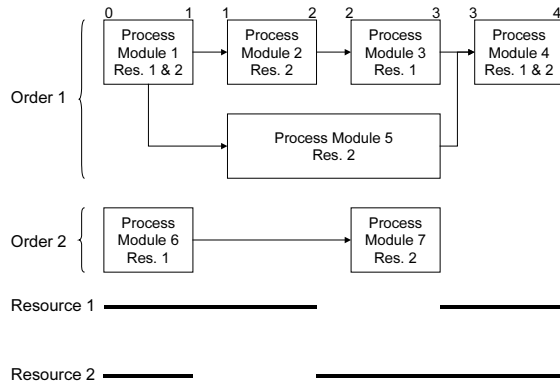 0 1 1 2 2 3 3 4
Order 1
Process
Module 1
Res. 1 & 2
Process
Module 2
Res. 2
Process
Module 3
Res. 1
Process
Module 4
Res. 1 & 2
Process Module 5
Res. 2
Order 2
Process
Module 6
Res. 1
Process
Module 7
Res. 2
Resource 1
Resource 2